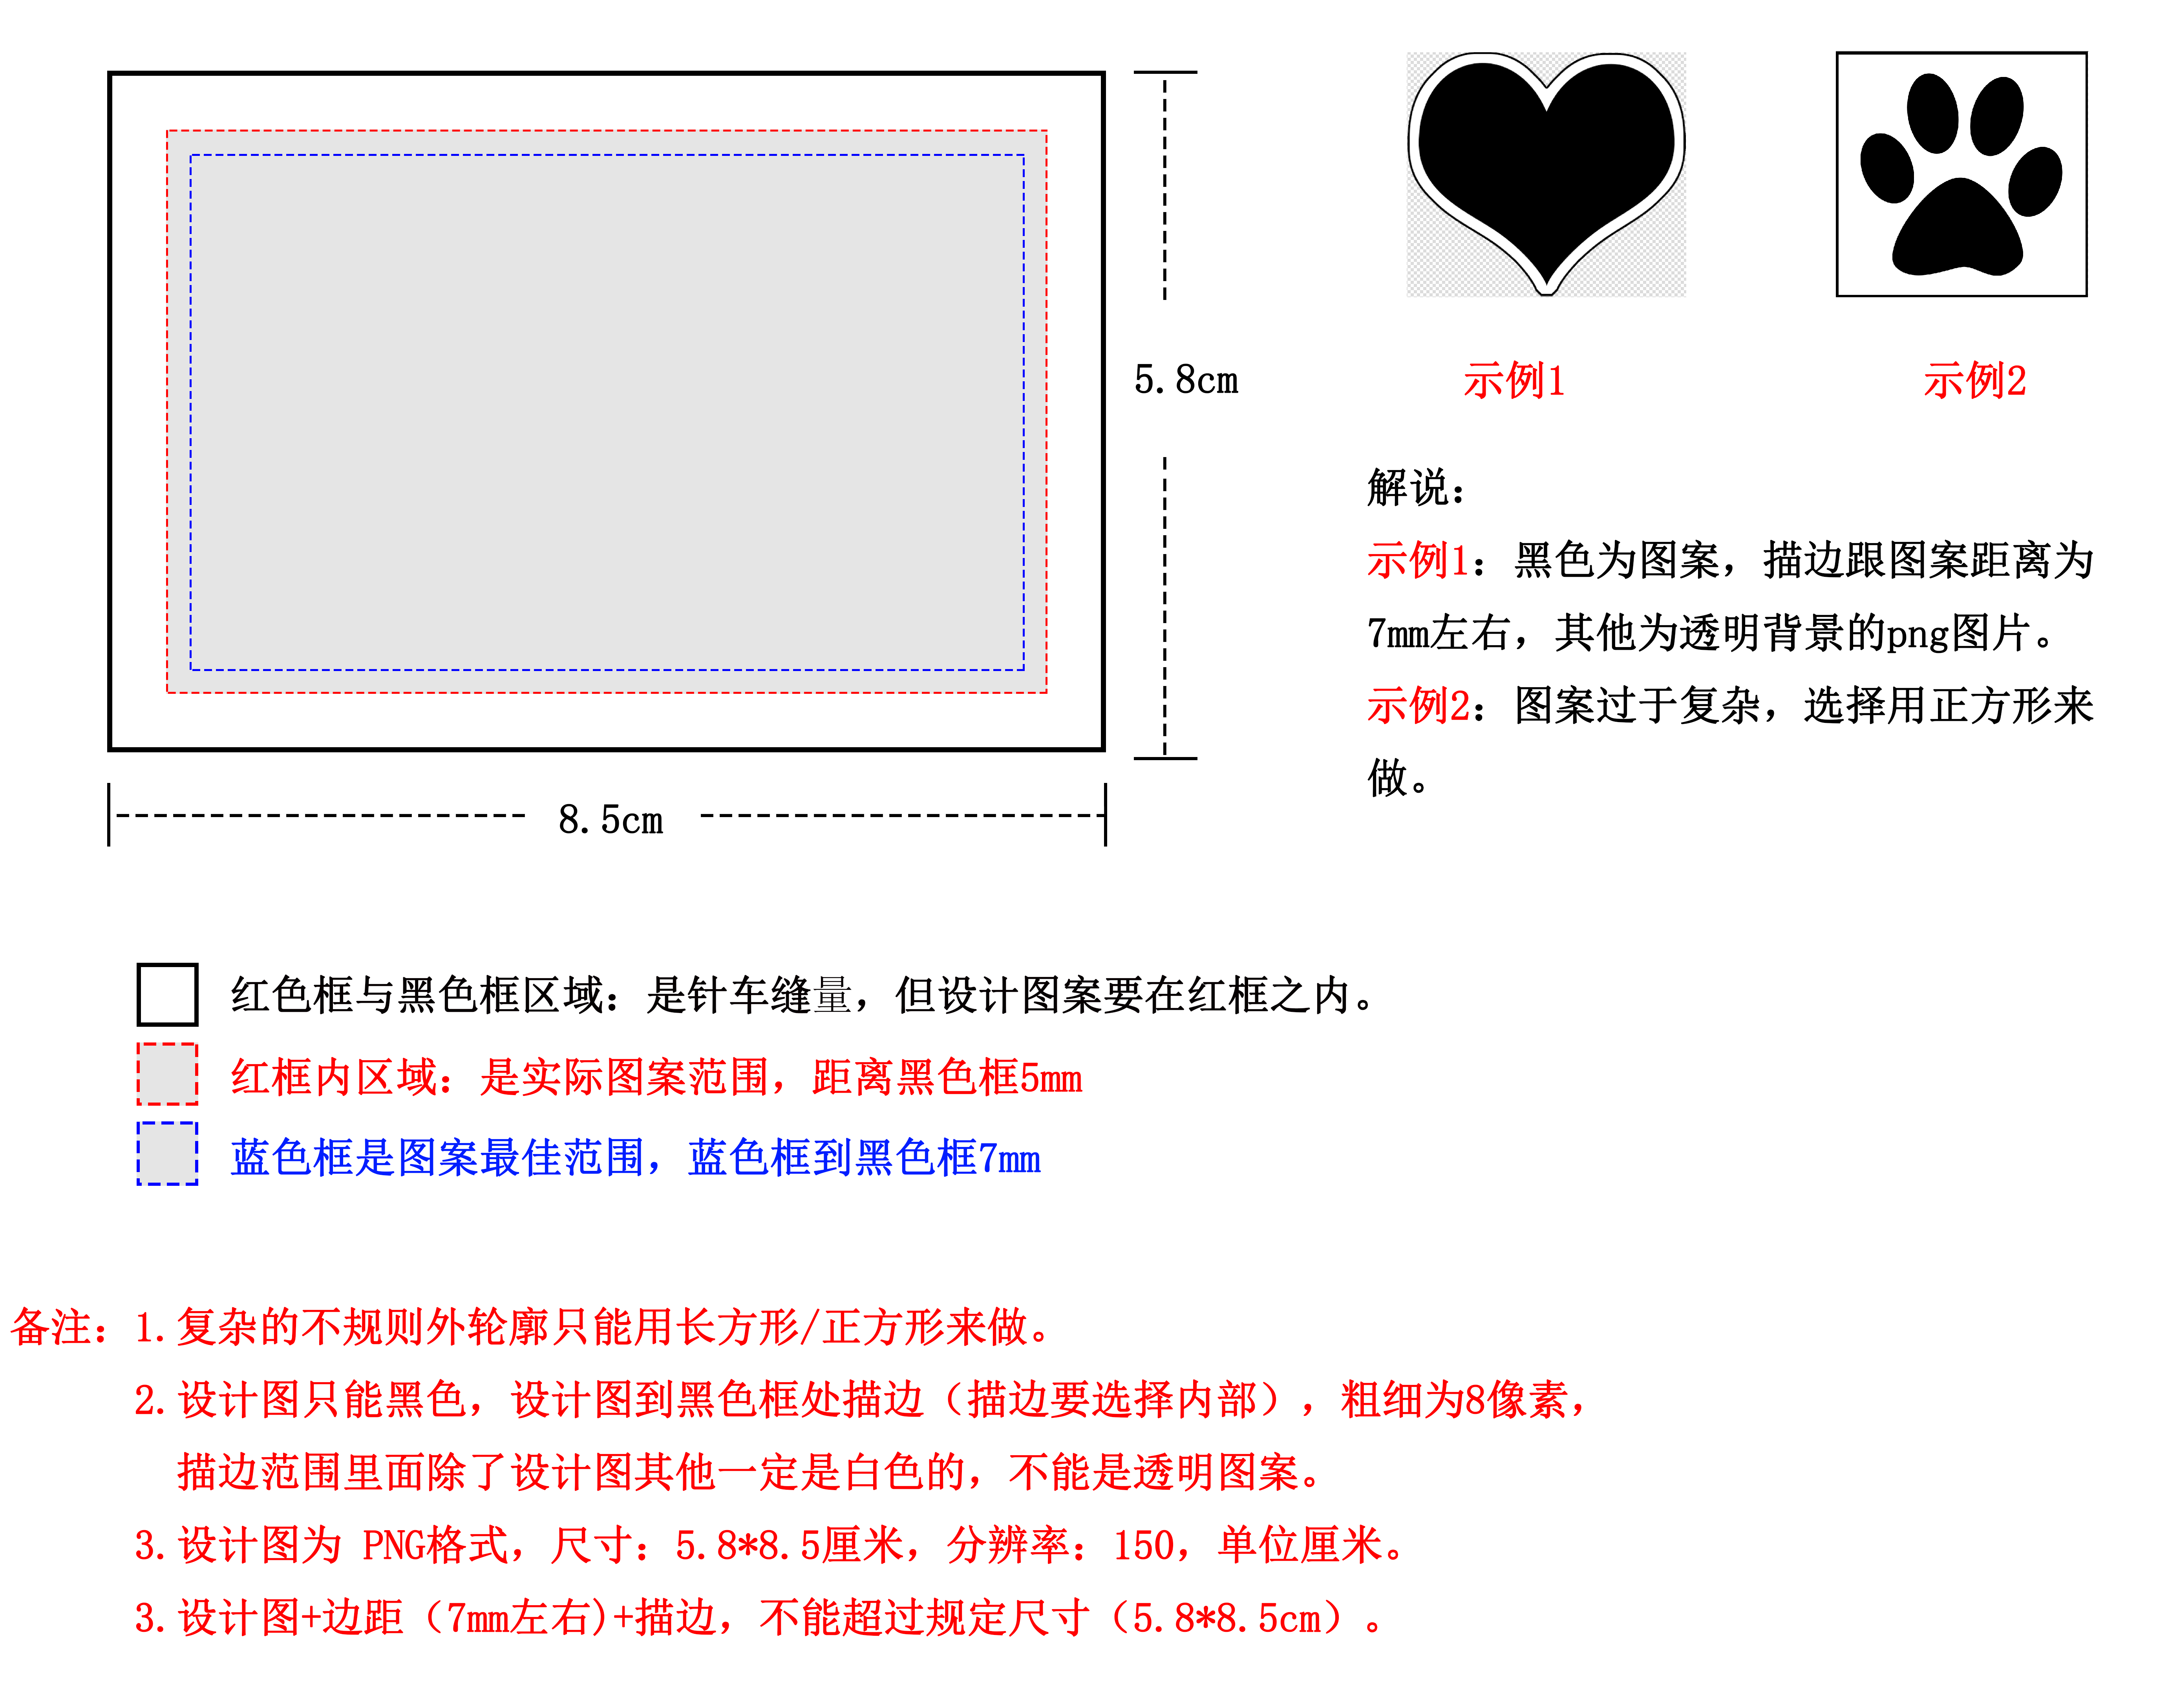 5.8cm
8.5cm
示例1
示例2
解说：
示例1：黑色为图案，描边跟图案距离为
7mm左右，其他为透明背景的png图片。
示例2：图案过于复杂，选择用正方形来
做。
红色框与黑色框区域：是针车缝量，但设计图案要在红框之内。
红框内区域：是实际图案范围，距离黑色框5mm
蓝色框是图案最佳范围，蓝色框到黑色框7mm
备注：1.复杂的不规则外轮廓只能用长方形/正方形来做。
2.设计图只能黑色，设计图到黑色框处描边（描边要选择内部），粗细为8像素，
描边范围里面除了设计图其他一定是白色的，不能是透明图案。
3.设计图为 PNG格式，尺寸：5.8*8.5厘米，分辨率：150，单位厘米。
3.设计图+边距（7mm左右)+描边，不能超过规定尺寸（5.8*8.5cm）。